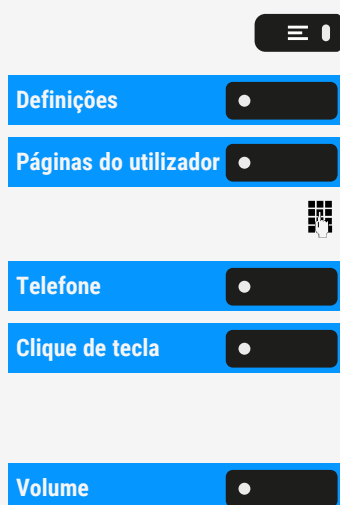 Definições
Páginas do utilizador
Telefone
Clique de tecla
Volume